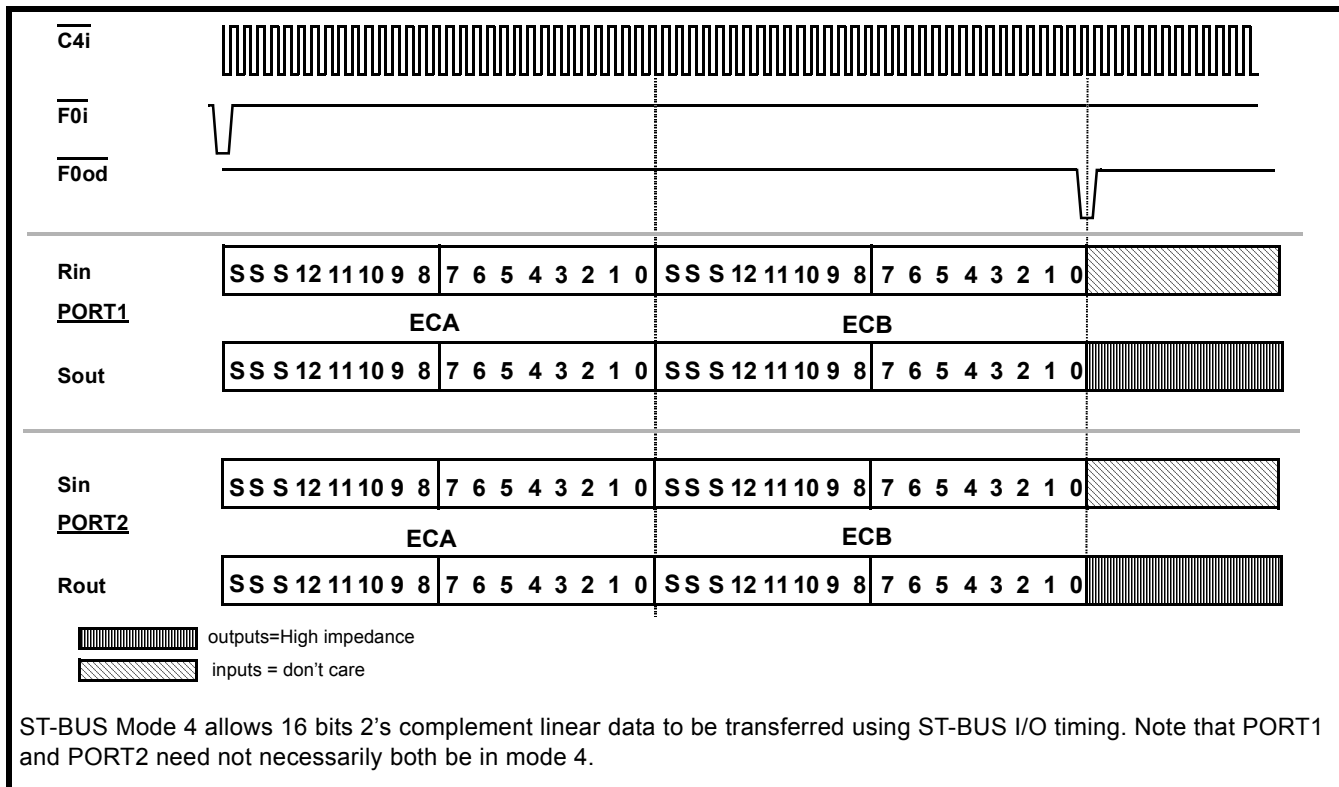 C4i
F0i
F0od
Rin
S S S 12 11 10 9 8 7 6 5 4 3 2 1 0 S S S 12 11 10 9 8 7 6 5 4 3 2 1 0
PORT1
ECA ECB
Sout
S S S 12 11 10 9 8 7 6 5 4 3 2 1 0 S S S 12 11 10 9 8 7 6 5 4 3 2 1 0
Sin
S S S 12 11 10 9 8 7 6 5 4 3 2 1 0 S S S 12 11 10 9 8 7 6 5 4 3 2 1 0
PORT2
ECA ECB
Rout
S S S 12 11 10 9 8 7 6 5 4 3 2 1 0 S S S 12 11 10 9 8 7 6 5 4 3 2 1 0
outputs=High impedance
inputs = don't care
ST-BUS Mode 4 allows 16 bits 2's complement linear data to be transferred using ST-BUS I/O timing. Note that PORT1
and PORT2 need not necessarily both be in mode 4.